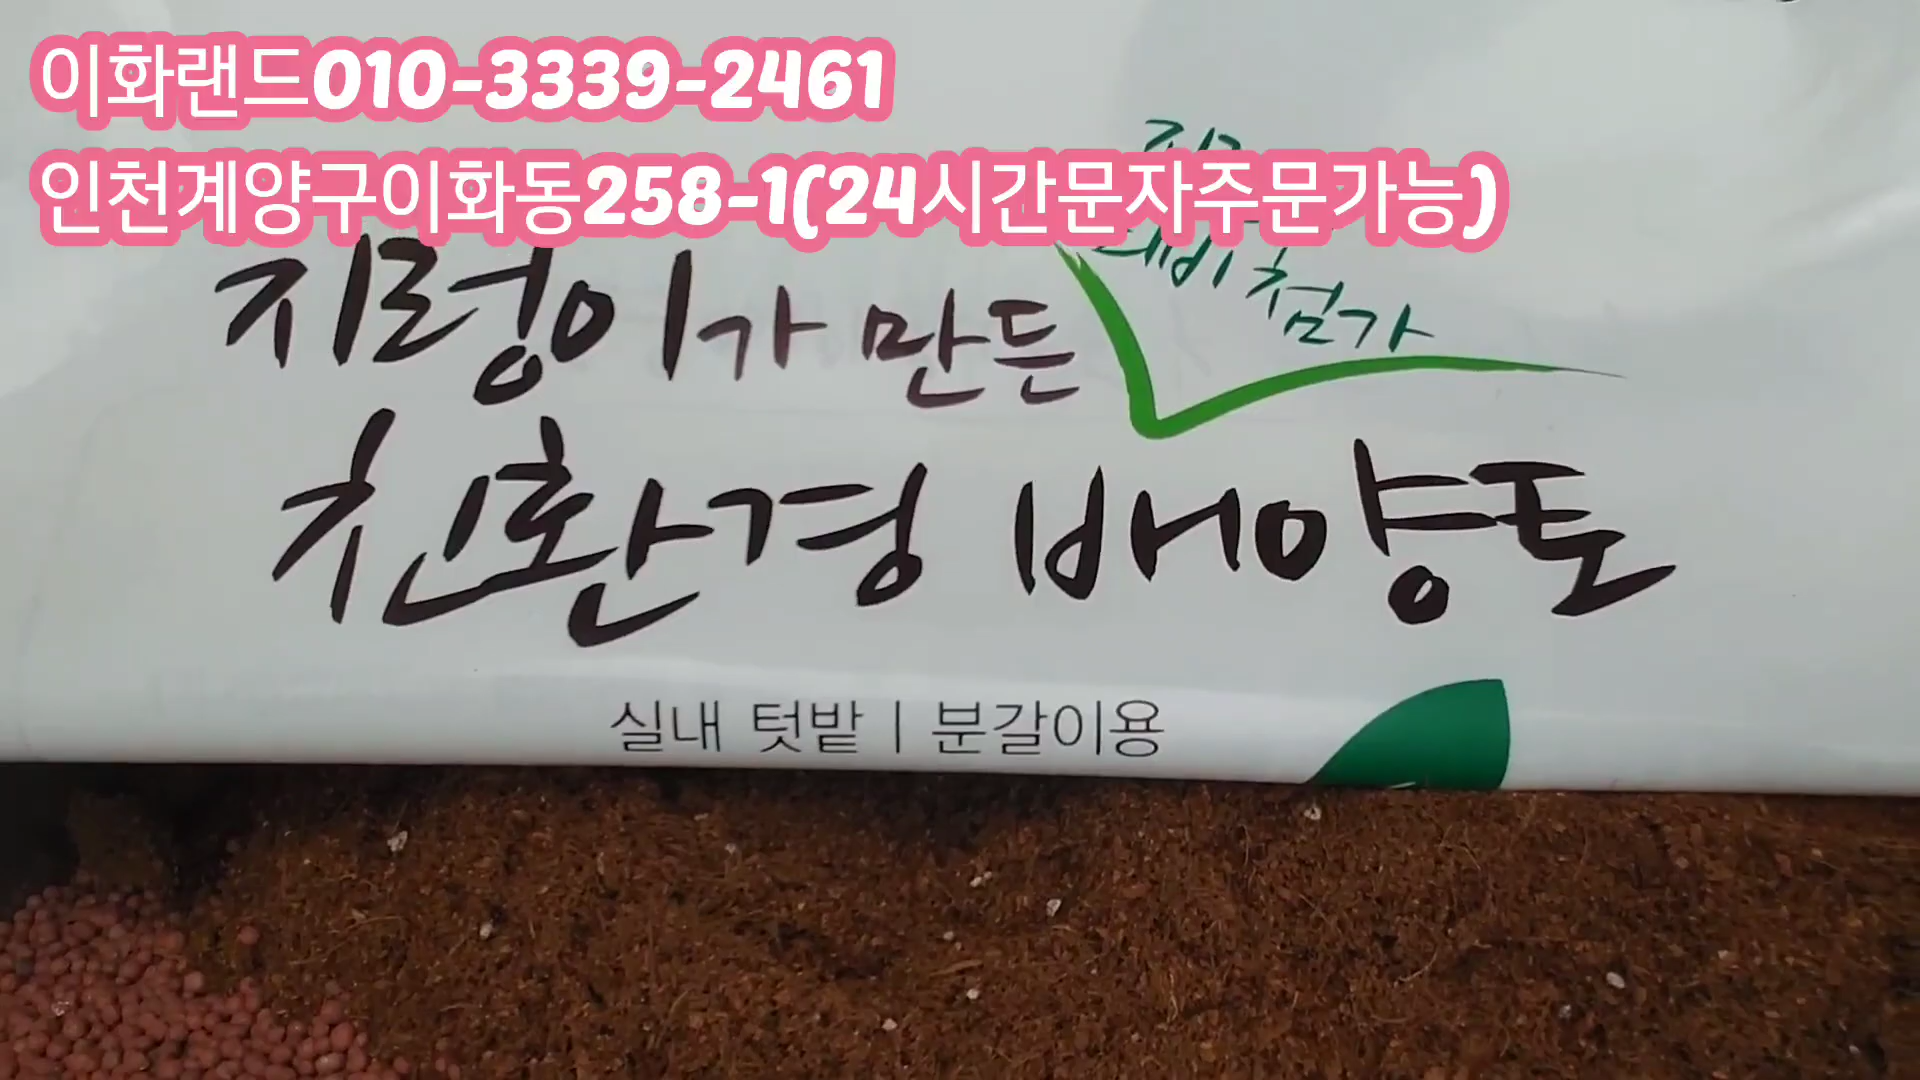 이화랜드010-3339-2461
인천계양구이화동258-1(24시간문자주문가능)
첨가
지렁이가 만든
친환경 배양토
실내 텃밭 | 분갈이용